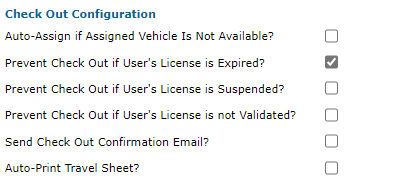 Check Out Configuration
Auto-Assign if Assigned Vehicle Is Not Available?
Prevent Check Out if User's License is Expired?
Prevent Check Out if User's License is Suspended?
Prevent Check Out if User's License is not Validated?
Send Check Out Confirmation Email?
Auto-Print Travel Sheet?